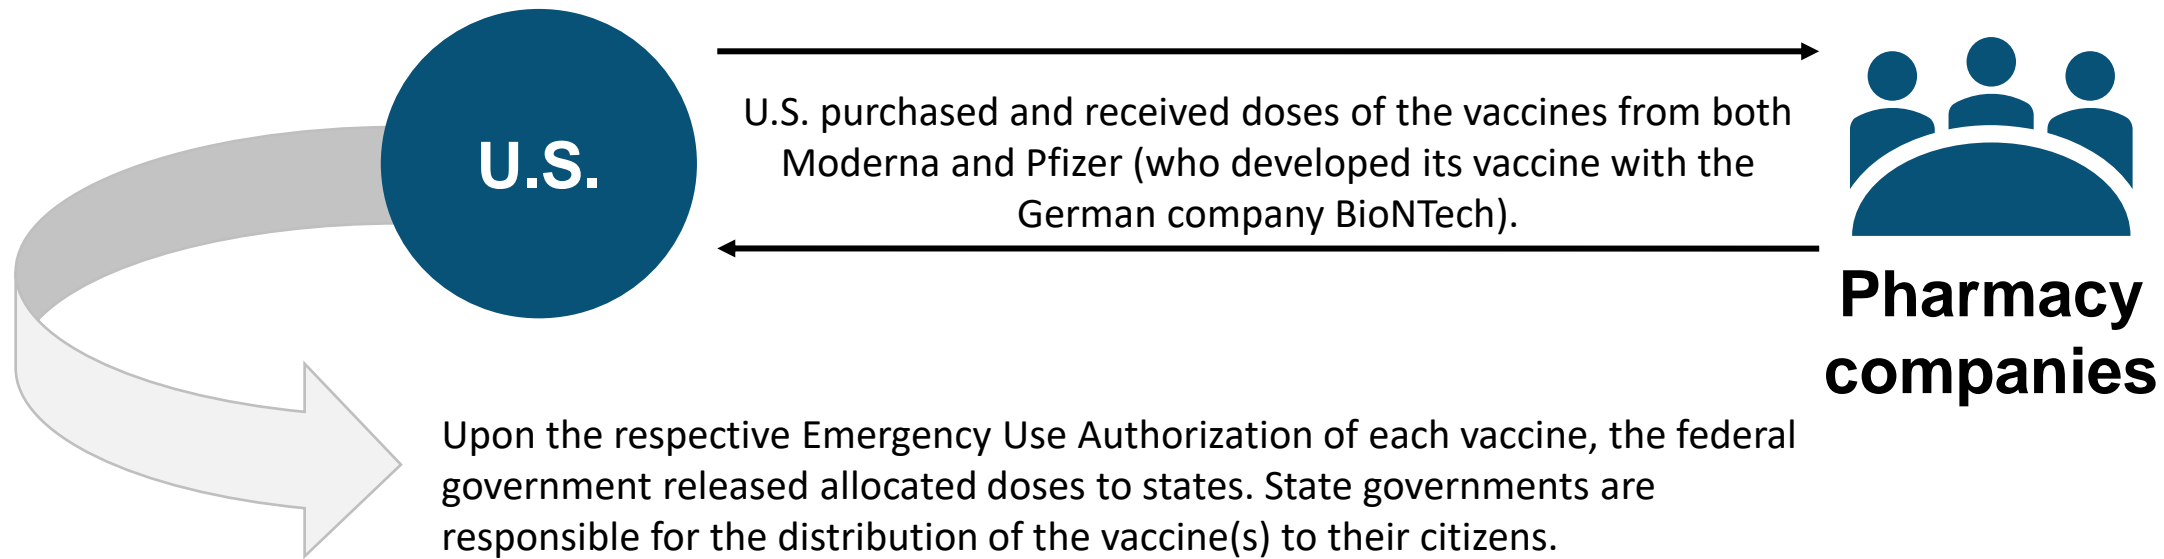 U.S.
U.S. purchased and received doses of the vaccines from both
Moderna and Pfizer (who developed its vaccine with the
German company BioNTech).
Pharmacy
companies
Upon the respective Emergency Use Authorization of each vaccine, the federal
government released allocated doses to states. State governments are
responsible for the distribution of the vaccine(s) to their citizens.